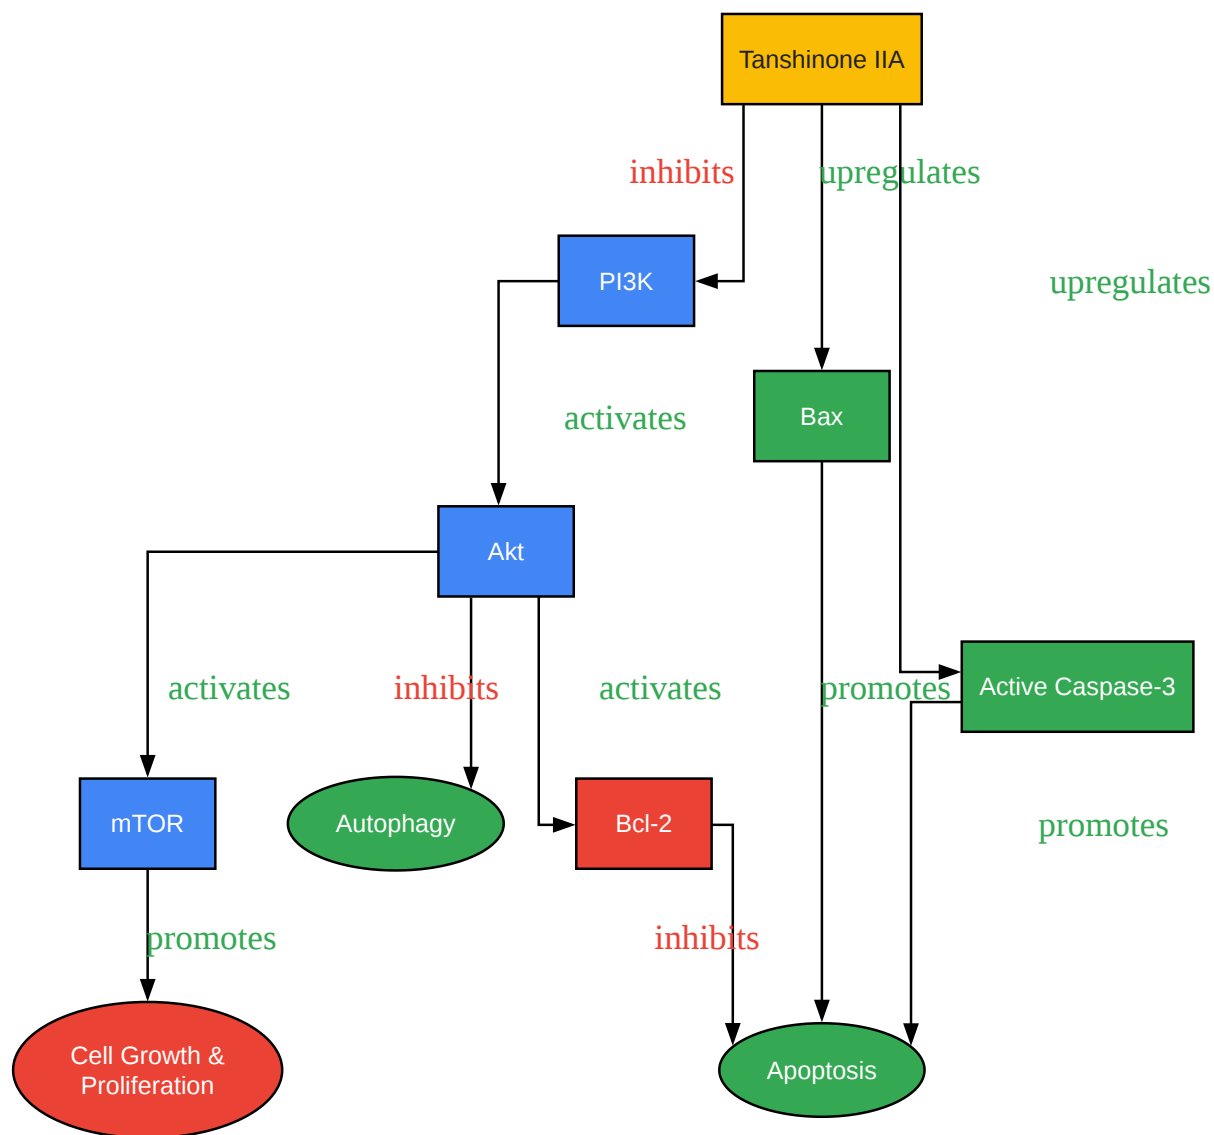 Tanshinone IIA
inhibits
upregulates
PI3K
upregulates
activates
Bax
Akt
activates
inhibits
activates
promotes
Active Caspase-3
mTOR
Autophagy
Bcl-2
promotes
promotes
inhibits
Cell Growth &
Proliferation
Apoptosis